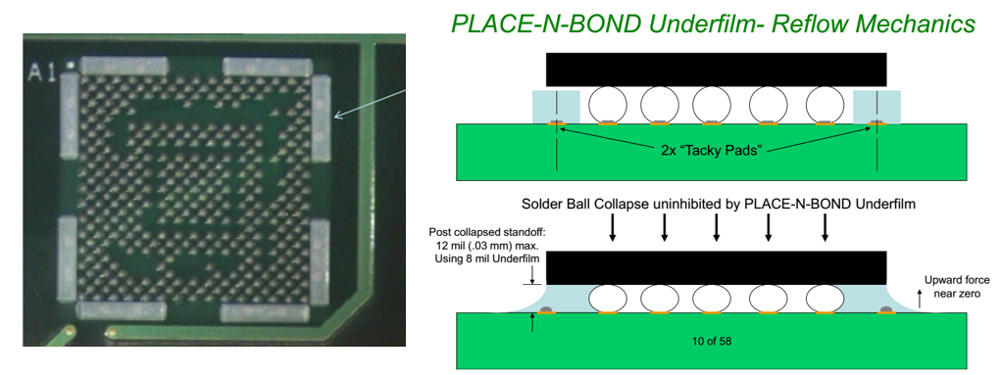 PLACE-N-BOND Underfilm- Reflow Mechanics
A1
2x “Tacky Pads”
Solder Ball Collapse uninhibited by PLACE-N-BOND Underfilm
Post collapsed standoff:
12 mil (.03 mm) max.
Using 8 mil Underfilm
Upward force
near zero
10 of 58